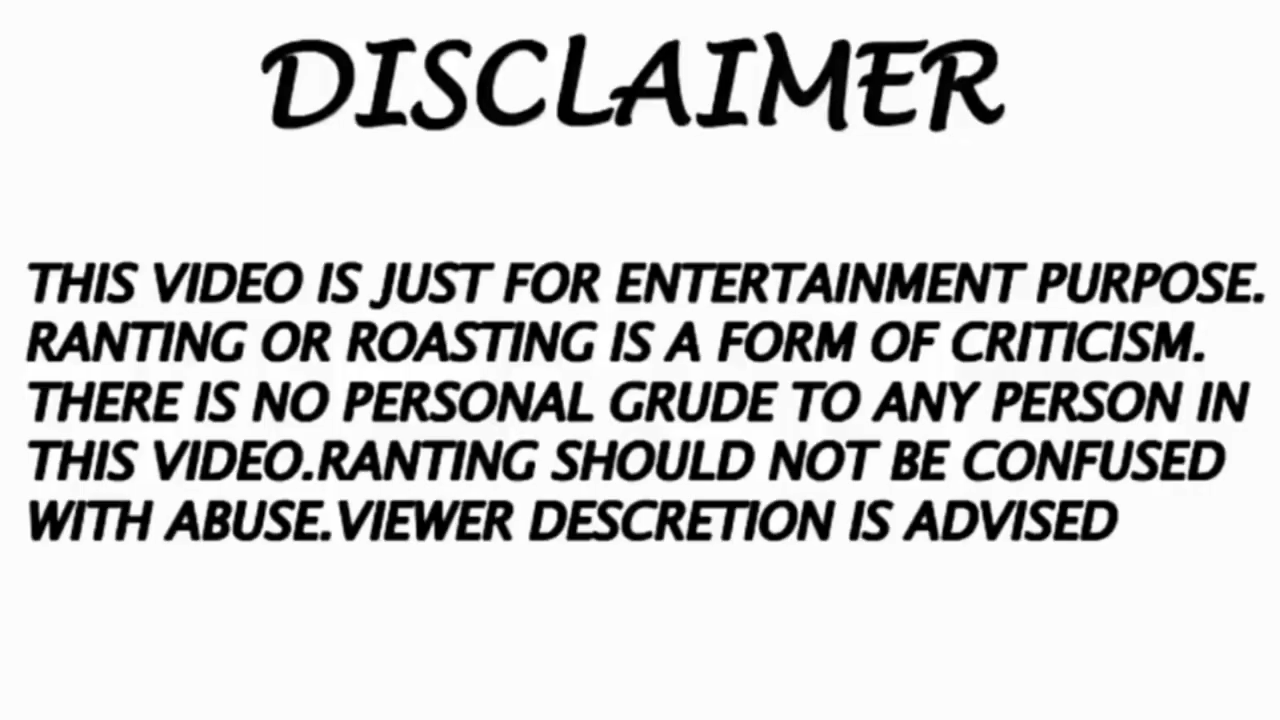 DISCLAIMER
THIS VIDEO IS JUST FOR ENTERTAINMENT PURPOSE.
RANTING OR ROASTING IS A FORM OF CRITICISM.
THERE IS NO PERSONAL GRUDE TO ANY PERSON IN
THIS VIDEO.RANTING SHOULD NOT BE CONFUSED
WITH ABUSE.VIEWER DESCRETION IS ADVISED